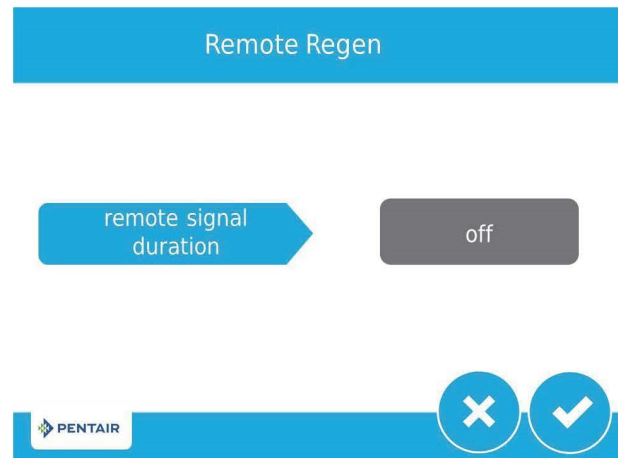 Remote Regen
remote signal
duration
off
PENTAIR